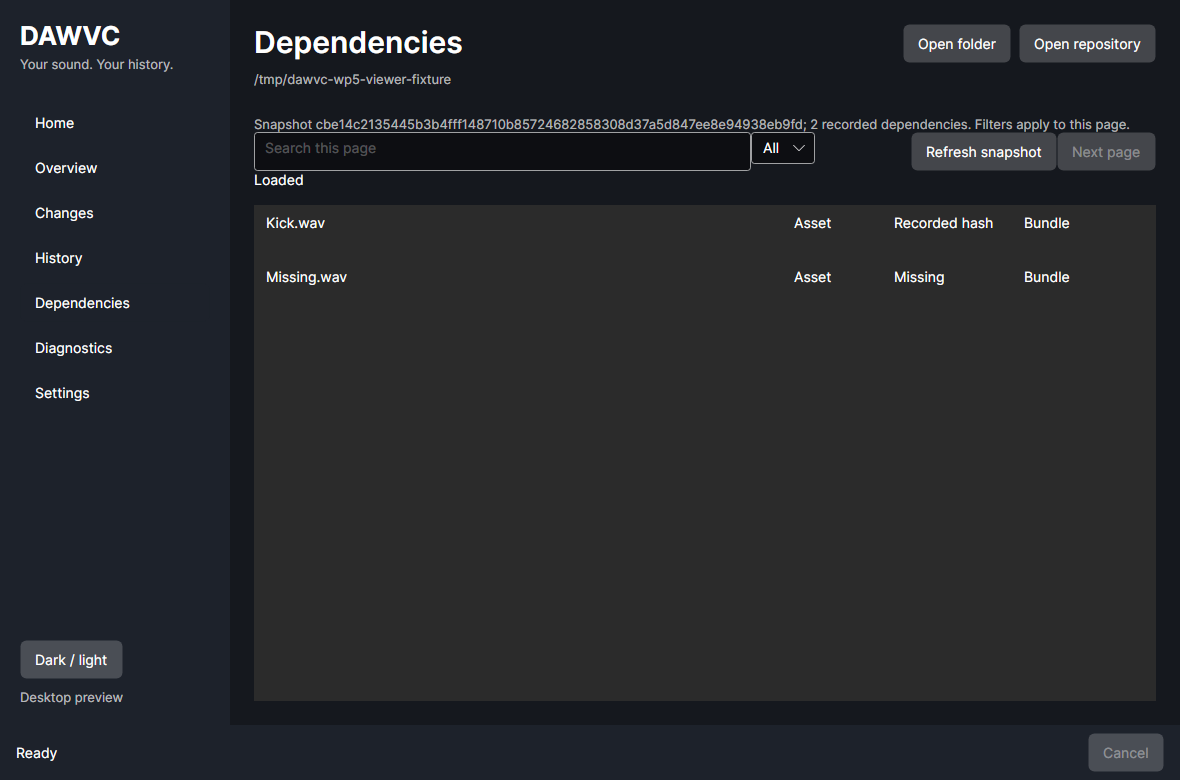 DAWVC
Your sound. Your history.
Home
Overview
Changes
History
Dependencies
Diagnostics
Settings
Dark / light
Desktop preview
Dependencies
/tmp/dawvc-wp5-viewer-fixture
Open folder
Open repository
Snapshot cbe14c2135445b3b4fff148710b85724682858308d37a5d847ee8e94938eb9fd; 2 recorded dependencies. Filters apply to this page.
Search this page
All
Refresh snapshot
Next page
Loaded
Kick.wav Asset Recorded hash Bundle
Missing.wav Asset Missing Bundle
Ready
Cancel